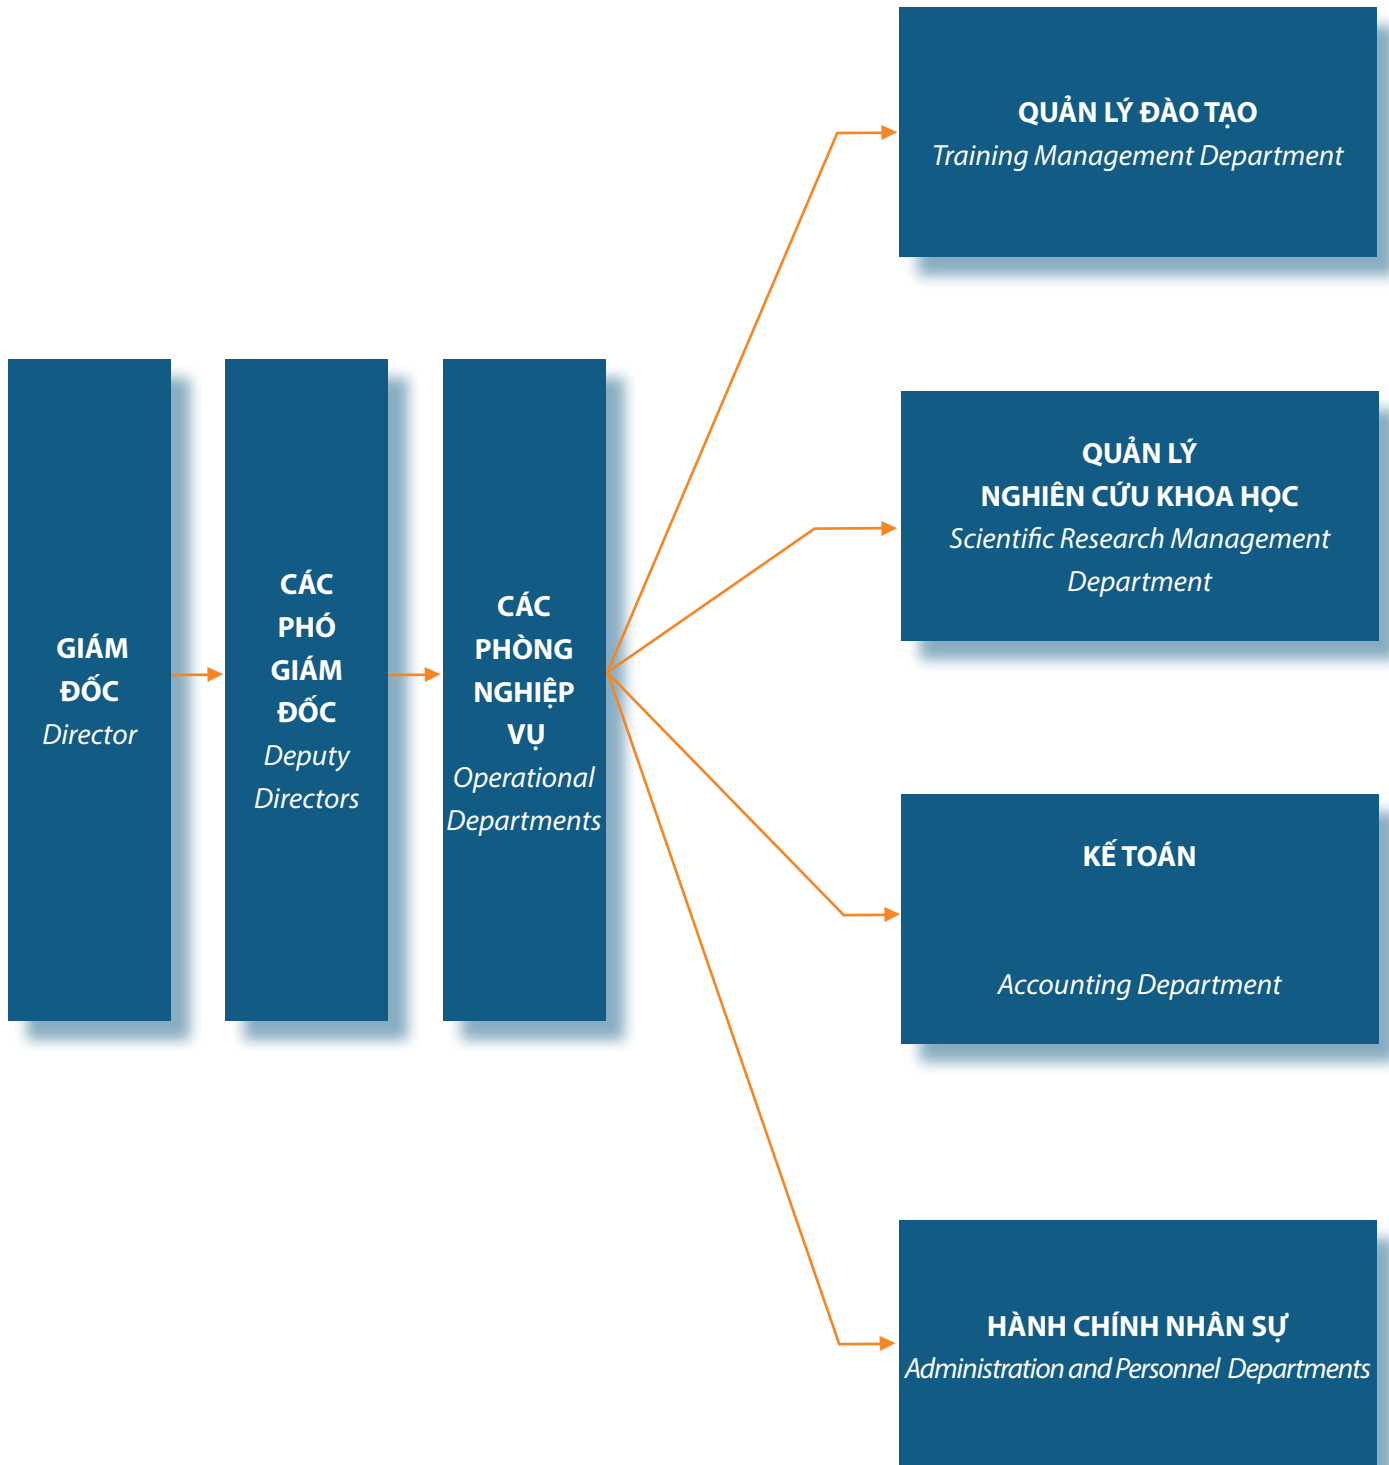 GIÁM
ĐỐC
Director
CÁC
PHÓ
GIÁM
ĐỐC
Deputy
Directors
CÁC
PHÒNG
NGHIỆP
VỤ
Operational
Departments
QUẢN LÝ ĐÀO TẠO
Training Management Department
QUẢN LÝ
NGHIÊN CỨU KHOA HỌC
Scientific Research Management
Department
KẾ TOÁN
Accounting Department
HÀNH CHÍNH NHÂN SỰ
Administration and Personnel Departments